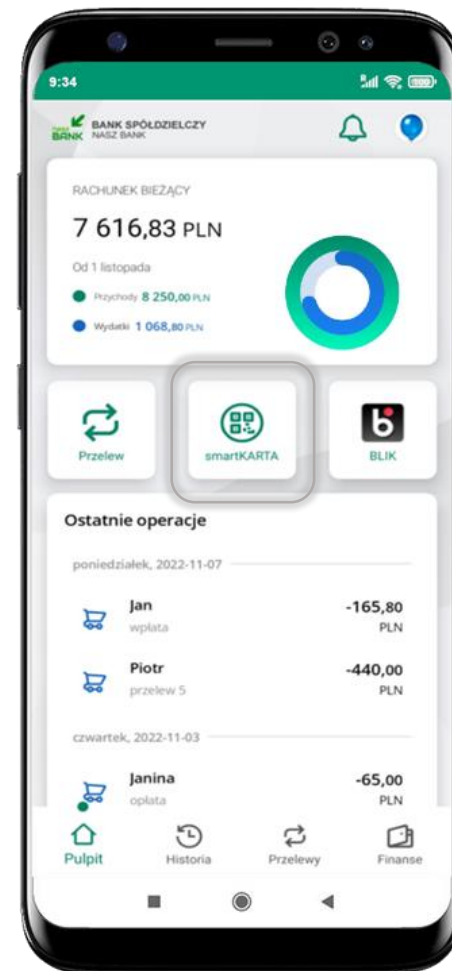 9:34
100
NASZ BANK
BANK SPÓŁDZIELCZY
NASZ BANK
RACHUNEK BIEŻĄCY
7 616,83 PLN
Od 1 listopada
Przychody 8 250,00 PLN
Wydatki 1 068,80 PLN
Przelew
smartKARTA
BLIK
Ostatnie operacje
poniedziałek, 2022-11-07
Jan -165,80
wpłata PLN
Piotr -440,00
przelew 5 PLN
czwartek, 2022-11-03
Janina -65,00
opłata PLN
Pulpit Historia Przelewy Finanse